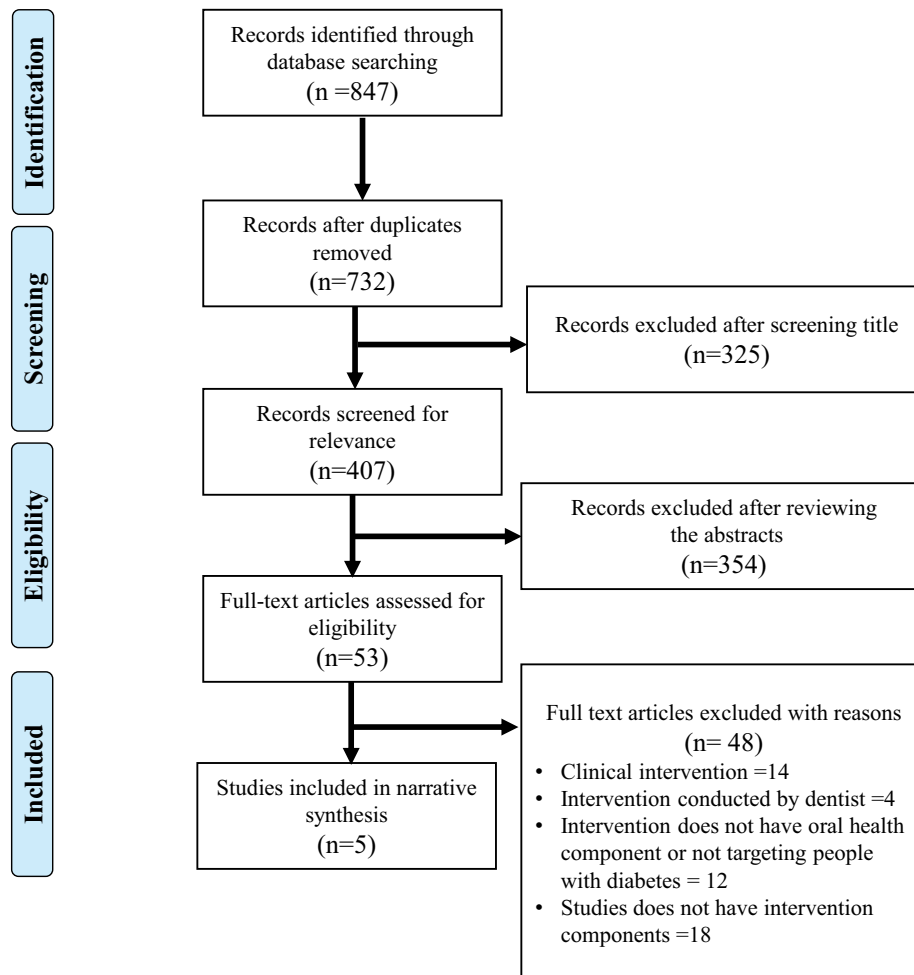 Identification
Records identified through
database searching
(n =847)
Records after duplicates
removed
(n=732)
Screening
Records excluded after screening title
(n=325)
Records screened for
relevance
(n=407)
Eligibility
Records excluded after reviewing
the abstracts
(n=354)
Full-text articles assessed for
eligibility
(n=53)
Included
Full text articles excluded with reasons
(n= 48)
• Clinical intervention =14
• Intervention conducted by dentist =4
• Intervention does not have oral health
component or not targeting people
with diabetes = 12
• Studies does not have intervention
components =18
Studies included in narrative
synthesis
(n=5)